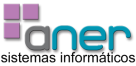 aner
sistemas informáticos